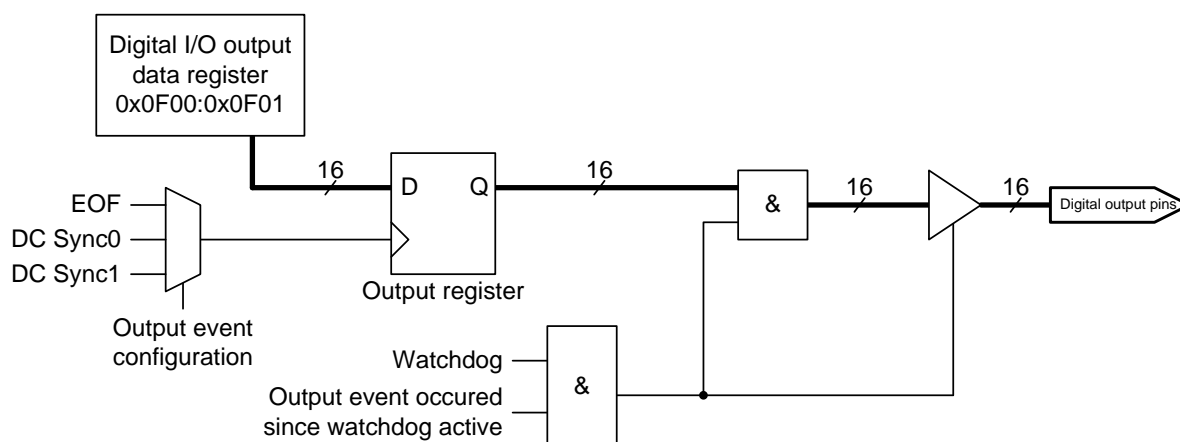 Digital I/O output
data register
0x0F00:0x0F01
16
16
16
16
D
Q
&
Digital output pins
EOF
DC Sync0
DC Sync1
Output register
Output event
configuration
Watchdog
&
Output event occured
since watchdog active